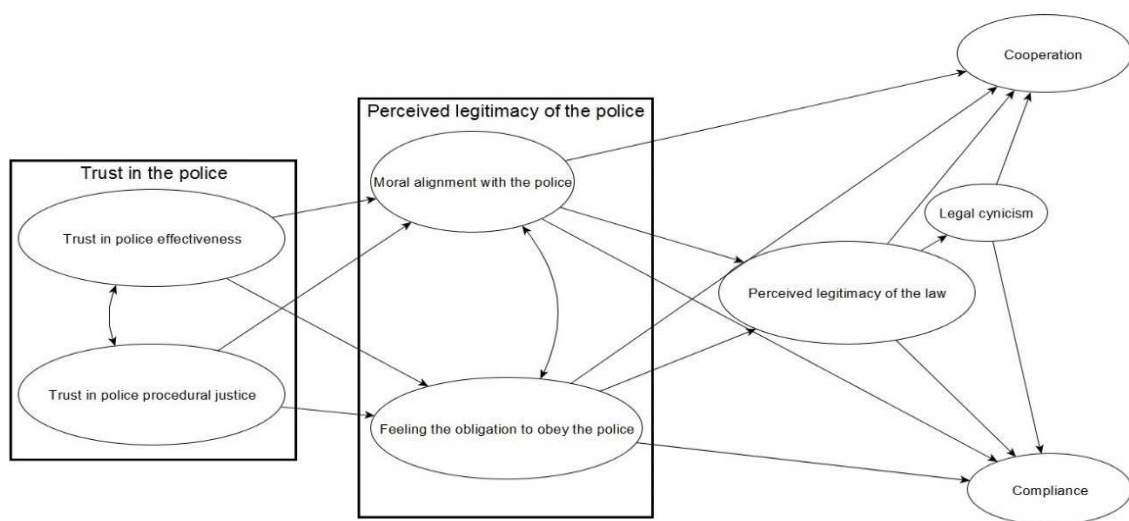 Trust in the police
Trust in police effectiveness
Trust in police procedural justice
Perceived legitimacy of the police
Moral alignment with the police
Feeling the obligation to obey the police
Perceived legitimacy of the law
Legal cynicism
Cooperation
Compliance